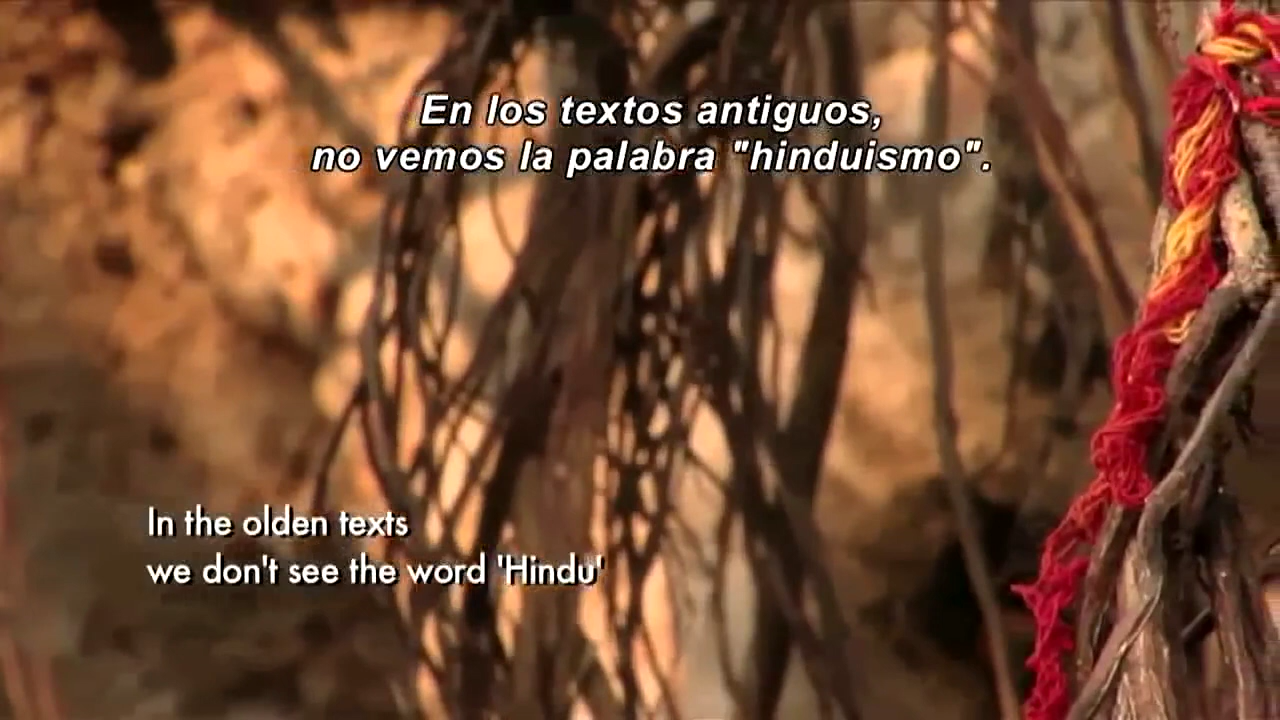 En los textos antiguos,
no vemos la palabra "hinduismo".
In the olden texts
we don't see the word 'Hindu'